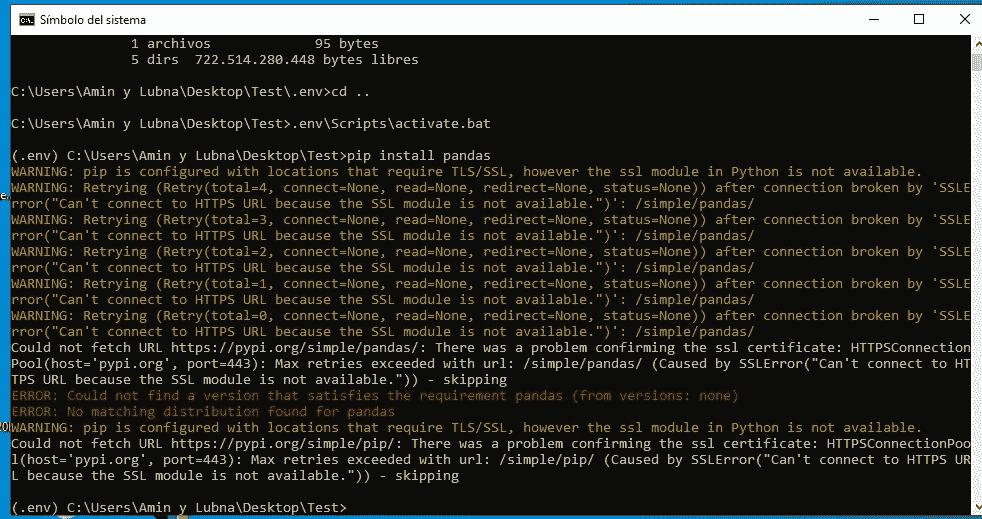 Símbolo del sistema
1 archivos 95 bytes
5 dirs 722.514.280.448 bytes libres
C:\Users\Amin y Lubna\Desktop\Test\.env>cd ..
C:\Users\Amin y Lubna\Desktop\Test>.env\Scripts\activate.bat
(.env) C:\Users\Amin y Lubna\Desktop\Test>pip install pandas
WARNING: pip is configured with locations that require TLS/SSL, however the ssl module in Python is not available.
WARNING: Retrying (Retry(total=4, connect=None, read=None, redirect=None, status=None)) after connection broken by 'SSLE
rror("Can't connect to HTTPS URL because the SSL module is not available.")': /simple/pandas/
WARNING: Retrying (Retry(total=3, connect=None, read=None, redirect=None, status=None)) after connection broken by 'SSLE
rror("Can't connect to HTTPS URL because the SSL module is not available.")': /simple/pandas/
WARNING: Retrying (Retry(total=2, connect=None, read=None, redirect=None, status=None)) after connection broken by 'SSLE
rror("Can't connect to HTTPS URL because the SSL module is not available.")': /simple/pandas/
WARNING: Retrying (Retry(total=1, connect=None, read=None, redirect=None, status=None)) after connection broken by 'SSLE
rror("Can't connect to HTTPS URL because the SSL module is not available.")': /simple/pandas/
WARNING: Retrying (Retry(total=0, connect=None, read=None, redirect=None, status=None)) after connection broken by 'SSLE
rror("Can't connect to HTTPS URL because the SSL module is not available.")': /simple/pandas/
Could not fetch URL https://pypi.org/simple/pandas/: There was a problem confirming the ssl certificate: HTTPSConnection
Pool(host='pypi.org', port=443): Max retries exceeded with url: /simple/pandas/ (Caused by SSLError("Can't connect to HT
TPS URL because the SSL module is not available.")) - skipping
ERROR: Could not find a version that satisfies the requirement pandas (from versions: none)
ERROR: No matching distribution found for pandas
WARNING: pip is configured with locations that require TLS/SSL, however the ssl module in Python is not available.
Could not fetch URL https://pypi.org/simple/pip/: There was a problem confirming the ssl certificate: HTTPSConnectionPoo
l(host='pypi.org', port=443): Max retries exceeded with url: /simple/pip/ (Caused by SSLError("Can't connect to HTTPS UR
L because the SSL module is not available.")) - skipping
(.env) C:\Users\Amin y Lubna\Desktop\Test>